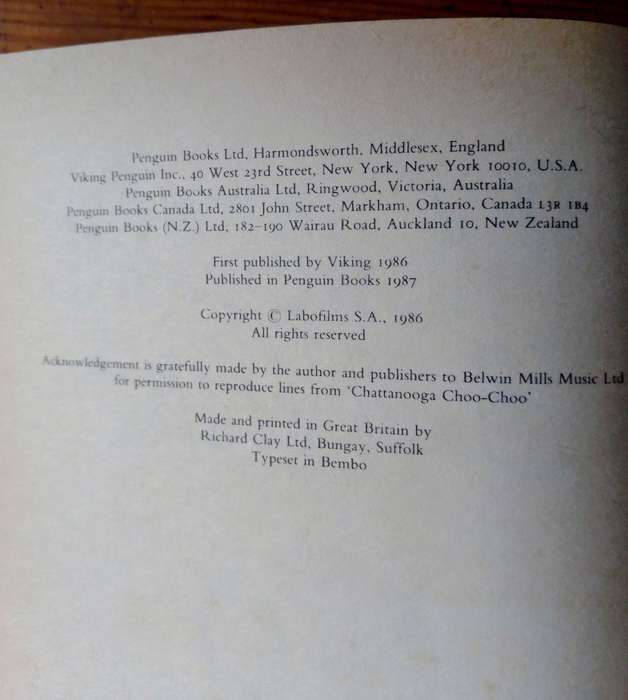 Penguin Books Ltd, Harmondsworth, Middlesex, England
Viking Penguin Inc., 40 West 23rd Street, New York, New York 10010, U.S.A.
Penguin Books Australia Ltd, Ringwood, Victoria, Australia
Penguin Books Canada Ltd, 2801 John Street, Markham, Ontario, Canada L3R 1B4
Penguin Books (N.Z.) Ltd, 182–190 Wairau Road, Auckland 10, New Zealand
First published by Viking 1986
Published in Penguin Books 1987
Copyright © Labofilms S.A., 1986
All rights reserved
Acknowledgement is gratefully made by the author and publishers to Belwin Mills Music Ltd
for permission to reproduce lines from 'Chattanooga Choo-Choo'
Made and printed in Great Britain by
Richard Clay Ltd, Bungay, Suffolk
Typeset in Bembo